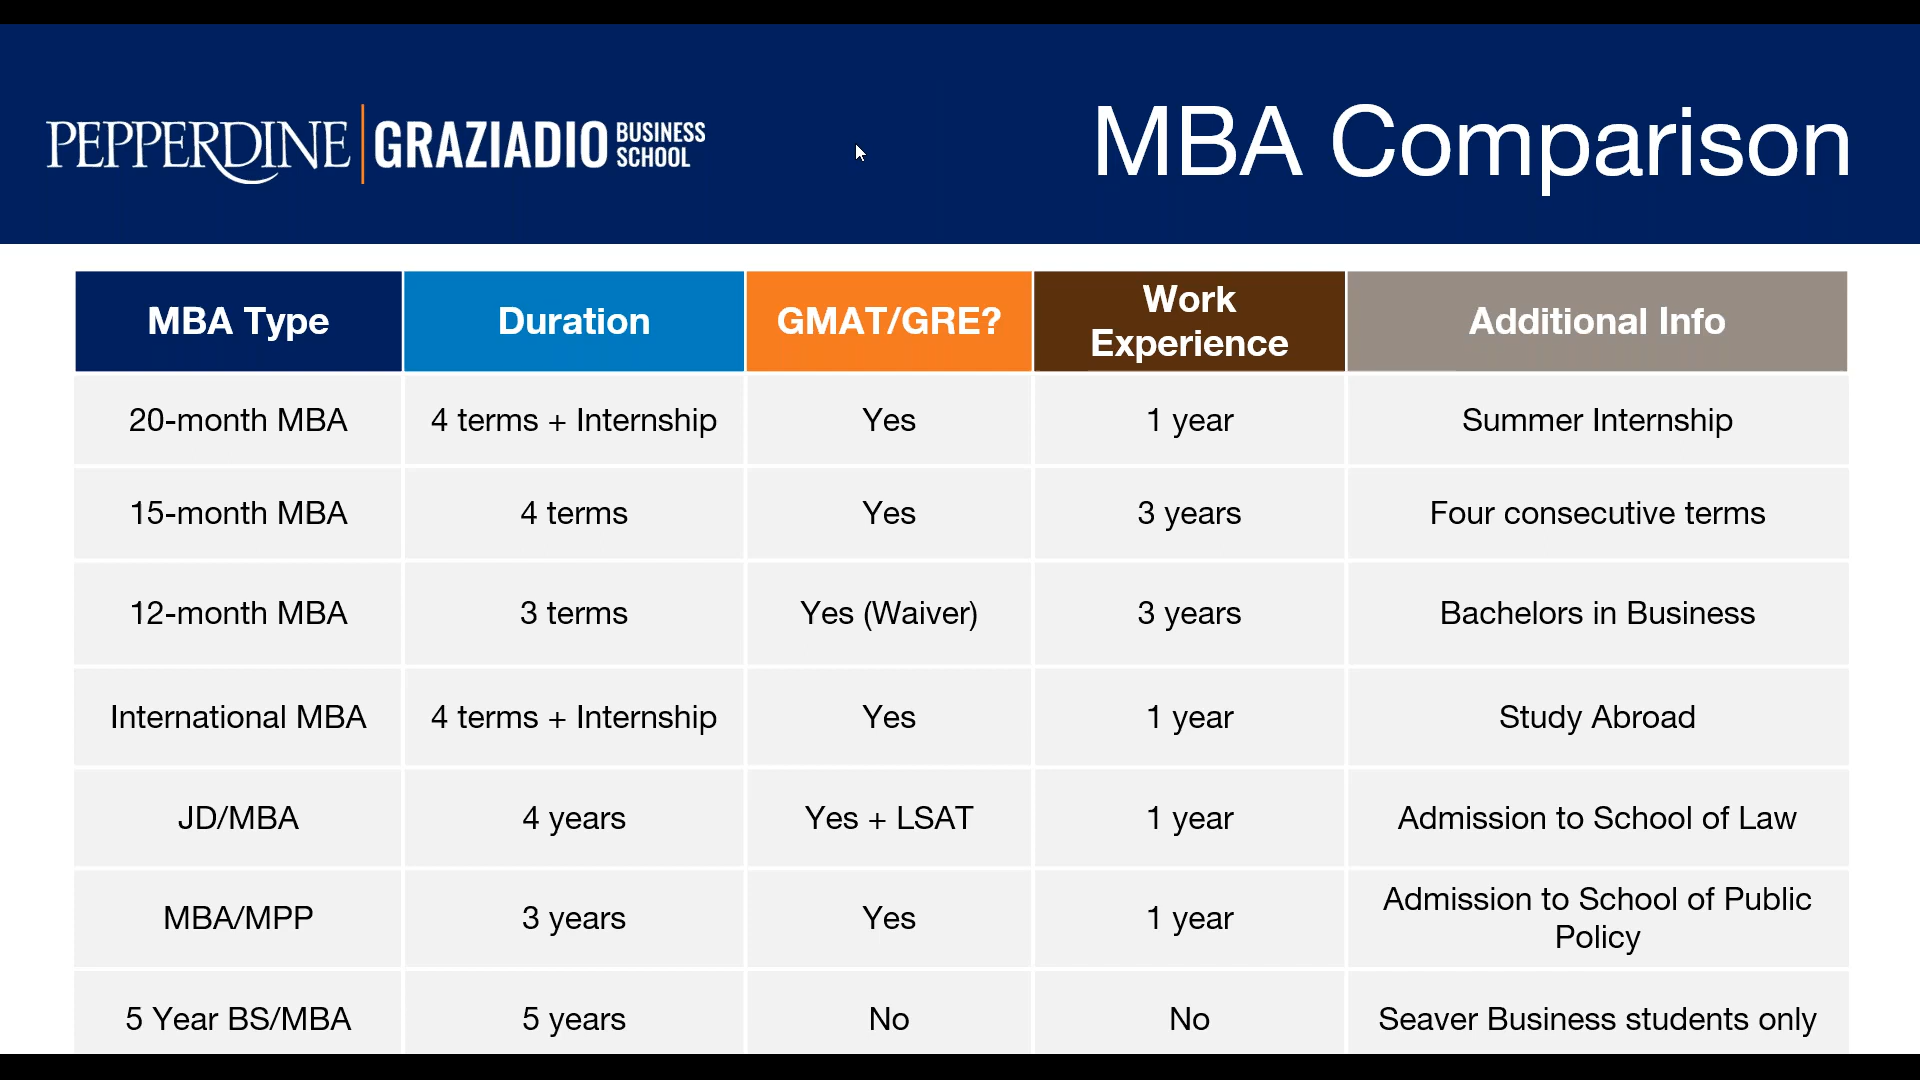 PEPPERDINE GRAZIADIO BUSINESS SCHOOL
MBA Comparison
MBA Type Duration GMAT/GRE? Work Experience Additional Info
20-month MBA 4 terms + Internship Yes 1 year Summer Internship
15-month MBA 4 terms Yes 3 years Four consecutive terms
12-month MBA 3 terms Yes (Waiver) 3 years Bachelors in Business
International MBA 4 terms + Internship Yes 1 year Study Abroad
JD/MBA 4 years Yes + LSAT 1 year Admission to School of Law
MBA/MPP 3 years Yes 1 year Admission to School of Public Policy
5 Year BS/MBA 5 years No No Seaver Business students only